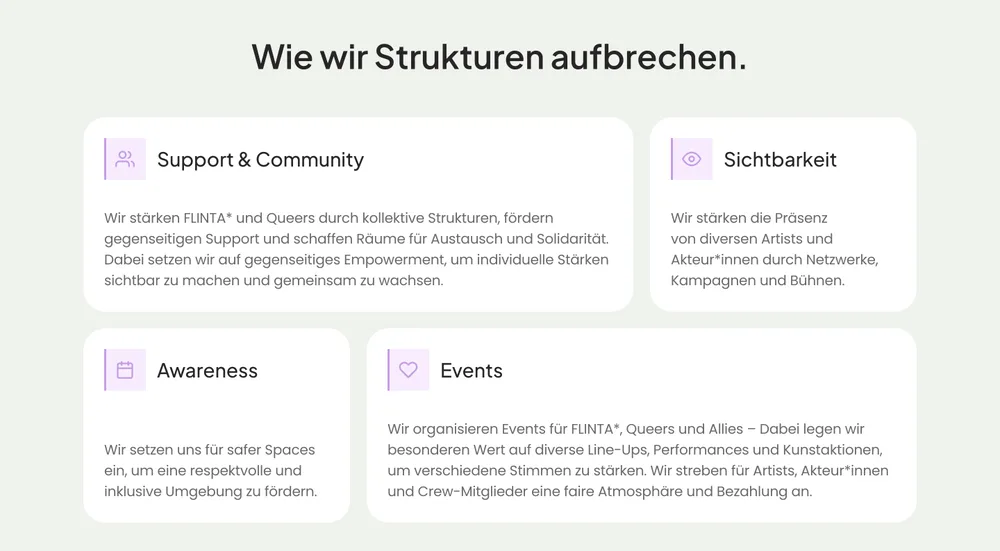 Wie wir Strukturen aufbrechen.
Support & Community
Wir stärken FLINTA* und Queers durch kollektive Strukturen, fördern
gegenseitigen Support und schaffen Räume für Austausch und Solidarität.
Dabei setzen wir auf gegenseitiges Empowerment, um individuelle Stärken
sichtbar zu machen und gemeinsam zu wachsen.
Sichtbarkeit
Wir stärken die Präsenz
von diversen Artists und
Akteur*innen durch Netzwerke,
Kampagnen und Bühnen.
Awareness
Wir setzen uns für safer Spaces
ein, um eine respektvolle und
inklusive Umgebung zu fördern.
Events
Wir organisieren Events für FLINTA*, Queers und Allies – Dabei legen wir
besonderen Wert auf diverse Line-Ups, Performances und Kunstaktionen,
um verschiedene Stimmen zu stärken. Wir streben für Artists, Akteur*innen
und Crew-Mitglieder eine faire Atmosphäre und Bezahlung an.